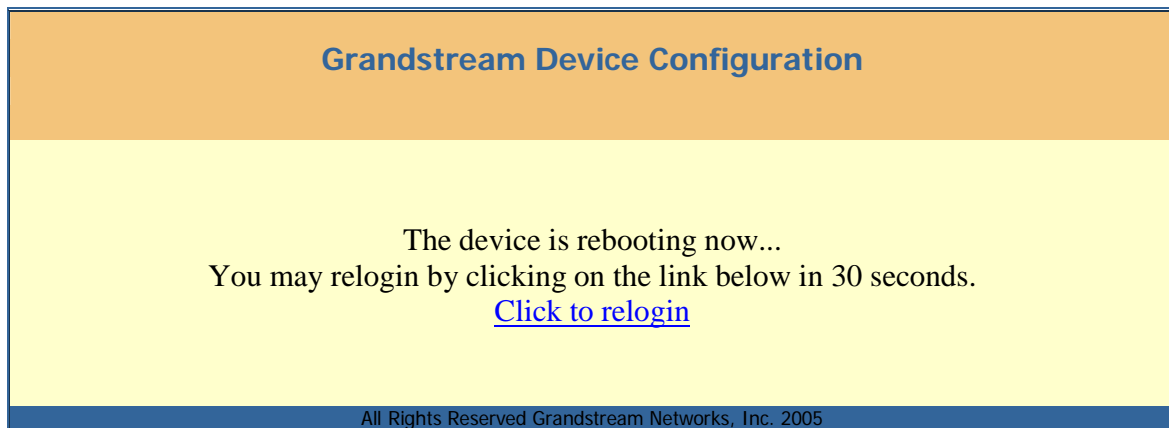 Grandstream Device Configuration
The device is rebooting now...
You may relogin by clicking on the link below in 30 seconds.
Click to relogin
All Rights Reserved Grandstream Networks, Inc. 2005